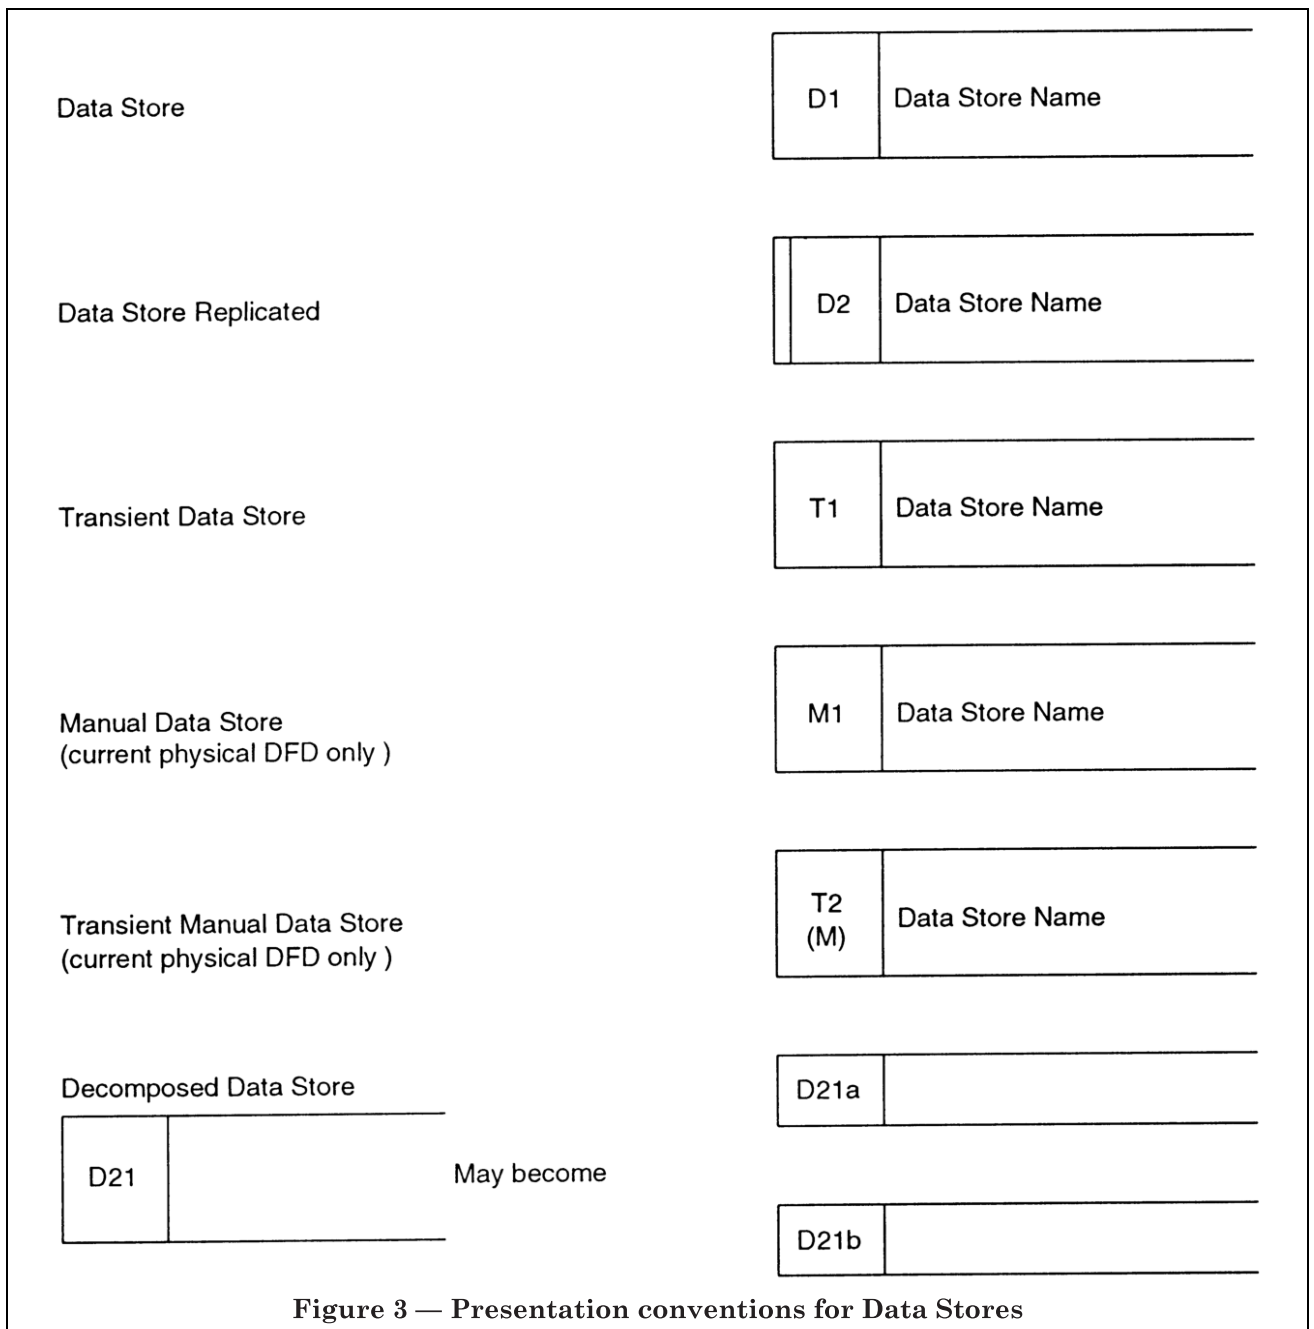 Data Store
D1
Data Store Name
Data Store Replicated
D2
Data Store Name
Transient Data Store
T1
Data Store Name
Manual Data Store
(current physical DFD only )
M1
Data Store Name
Transient Manual Data Store
(current physical DFD only )
T2
(M)
Data Store Name
Decomposed Data Store
D21
May become
D21a
D21b
Figure 3 — Presentation conventions for Data Stores